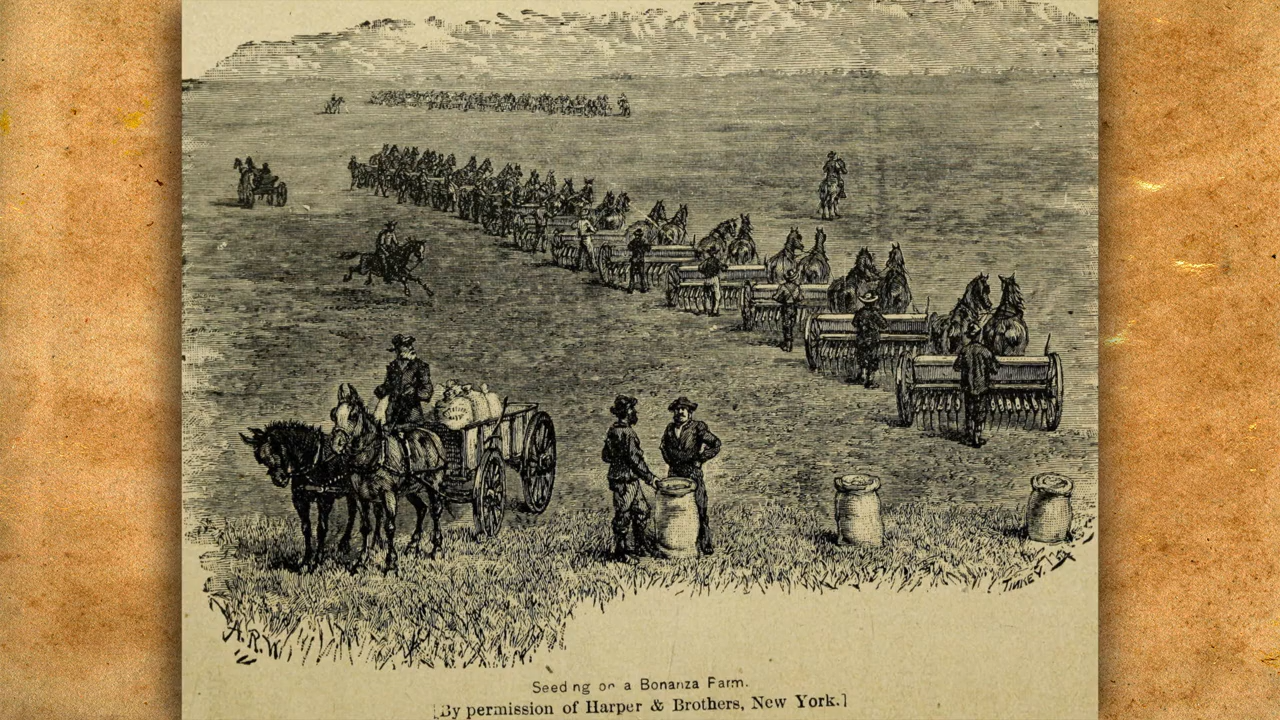 A.R.W.
Seeding on a Bonanza Farm.
[By permission of Harper & Brothers, New York.]